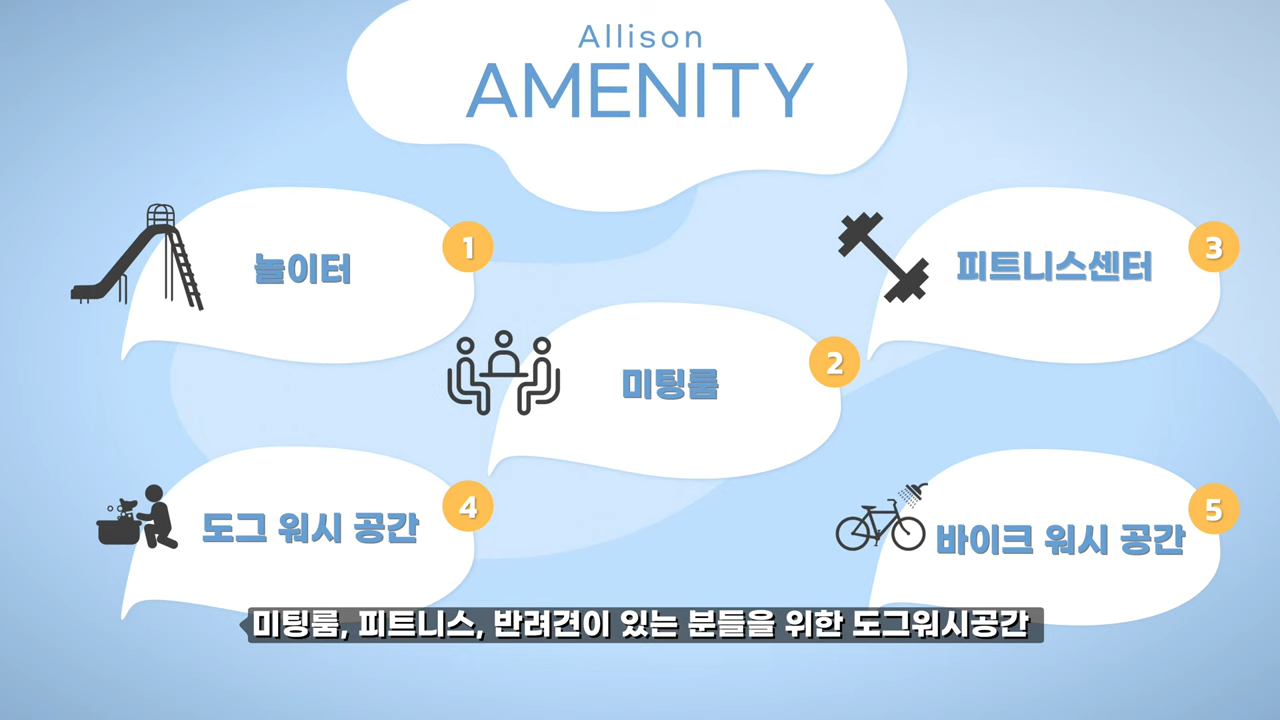 Allison
AMENITY
놀이터
1
미팅룸
2
피트니스센터
3
도그 워시 공간
4
바이크 워시 공간
5
미팅룸, 피트니스, 반려견이 있는 분들을 위한 도그워시공간